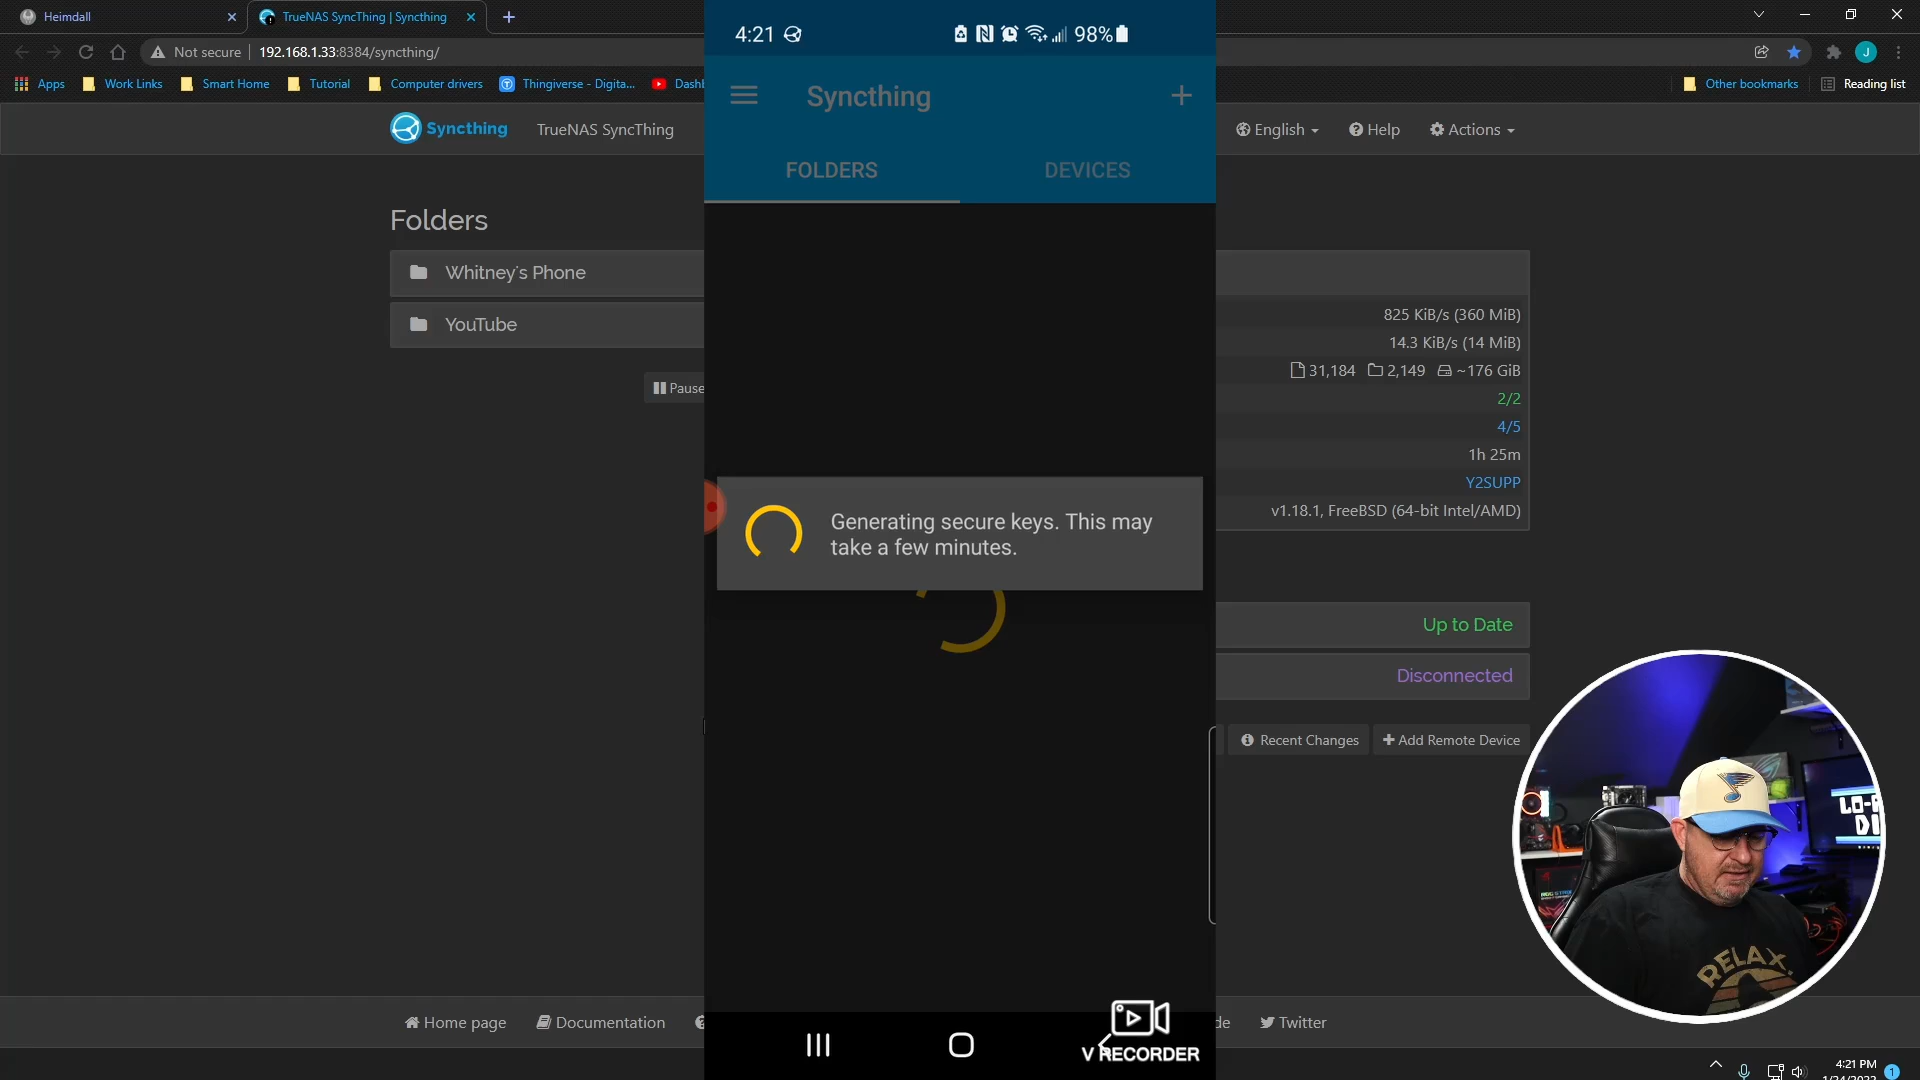 Heimdall
TrueNAS SyncThing | Syncthing
Not secure
192.168.1.33:8384/syncthing/
J
Apps
Work Links
Smart Home
Tutorial
Computer drivers
Thingiverse - Digita...
Other bookmarks
Reading list
Syncthing
TrueNAS SyncThing
English
Help
Actions
Folders
Whitney's Phone
YouTube
Pause
825 KiB/s (360 MiB)
14.3 KiB/s (14 MiB)
31,184 2,149 ~176 GiB
2/2
4/5
1h 25m
Y2SUPP
v1.18.1, FreeBSD (64-bit Intel/AMD)
Up to Date
Disconnected
Recent Changes
Add Remote Device
4:21
98%
Syncthing
FOLDERS
DEVICES
Generating secure keys. This may
take a few minutes.
V RECORDER
RELAX.
Home page
Documentation
Twitter
4:21 PM
1